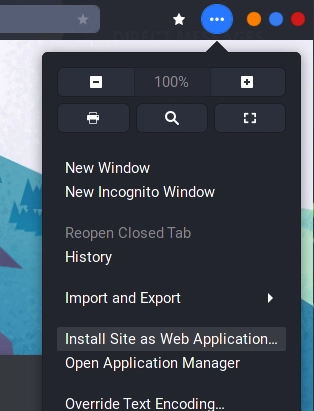 100%
New Window
New Incognito Window
Reopen Closed Tab
History
Import and Export
Install Site as Web Application...
Open Application Manager
Override Text Encoding...